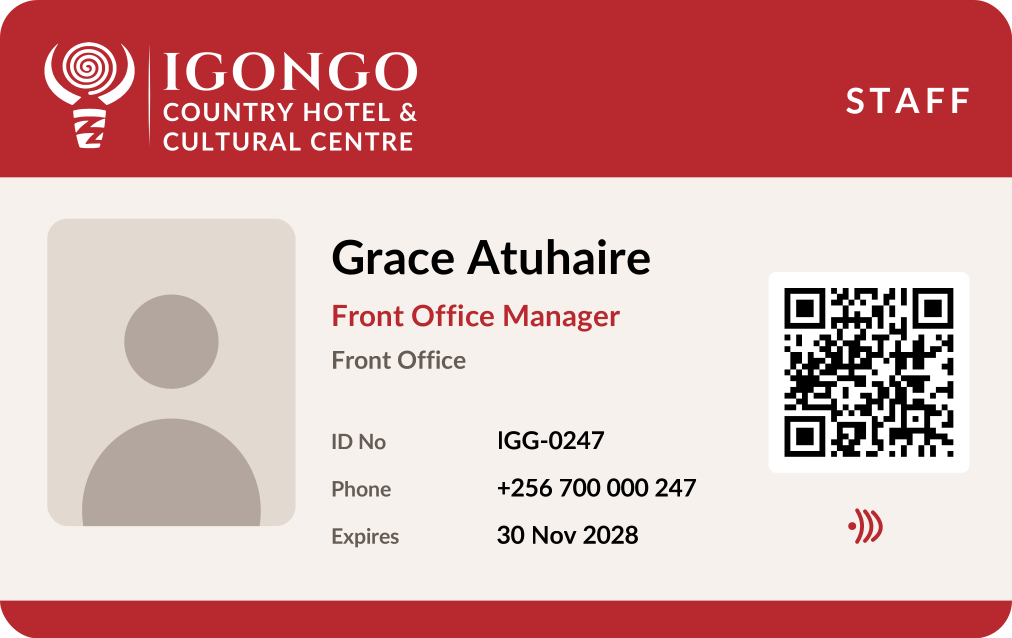 IGONGO
COUNTRY HOTEL &
CULTURAL CENTRE
STAFF
Grace Atuhaire
Front Office Manager
Front Office
ID No IGG-0247
Phone +256 700 000 247
Expires 30 Nov 2028